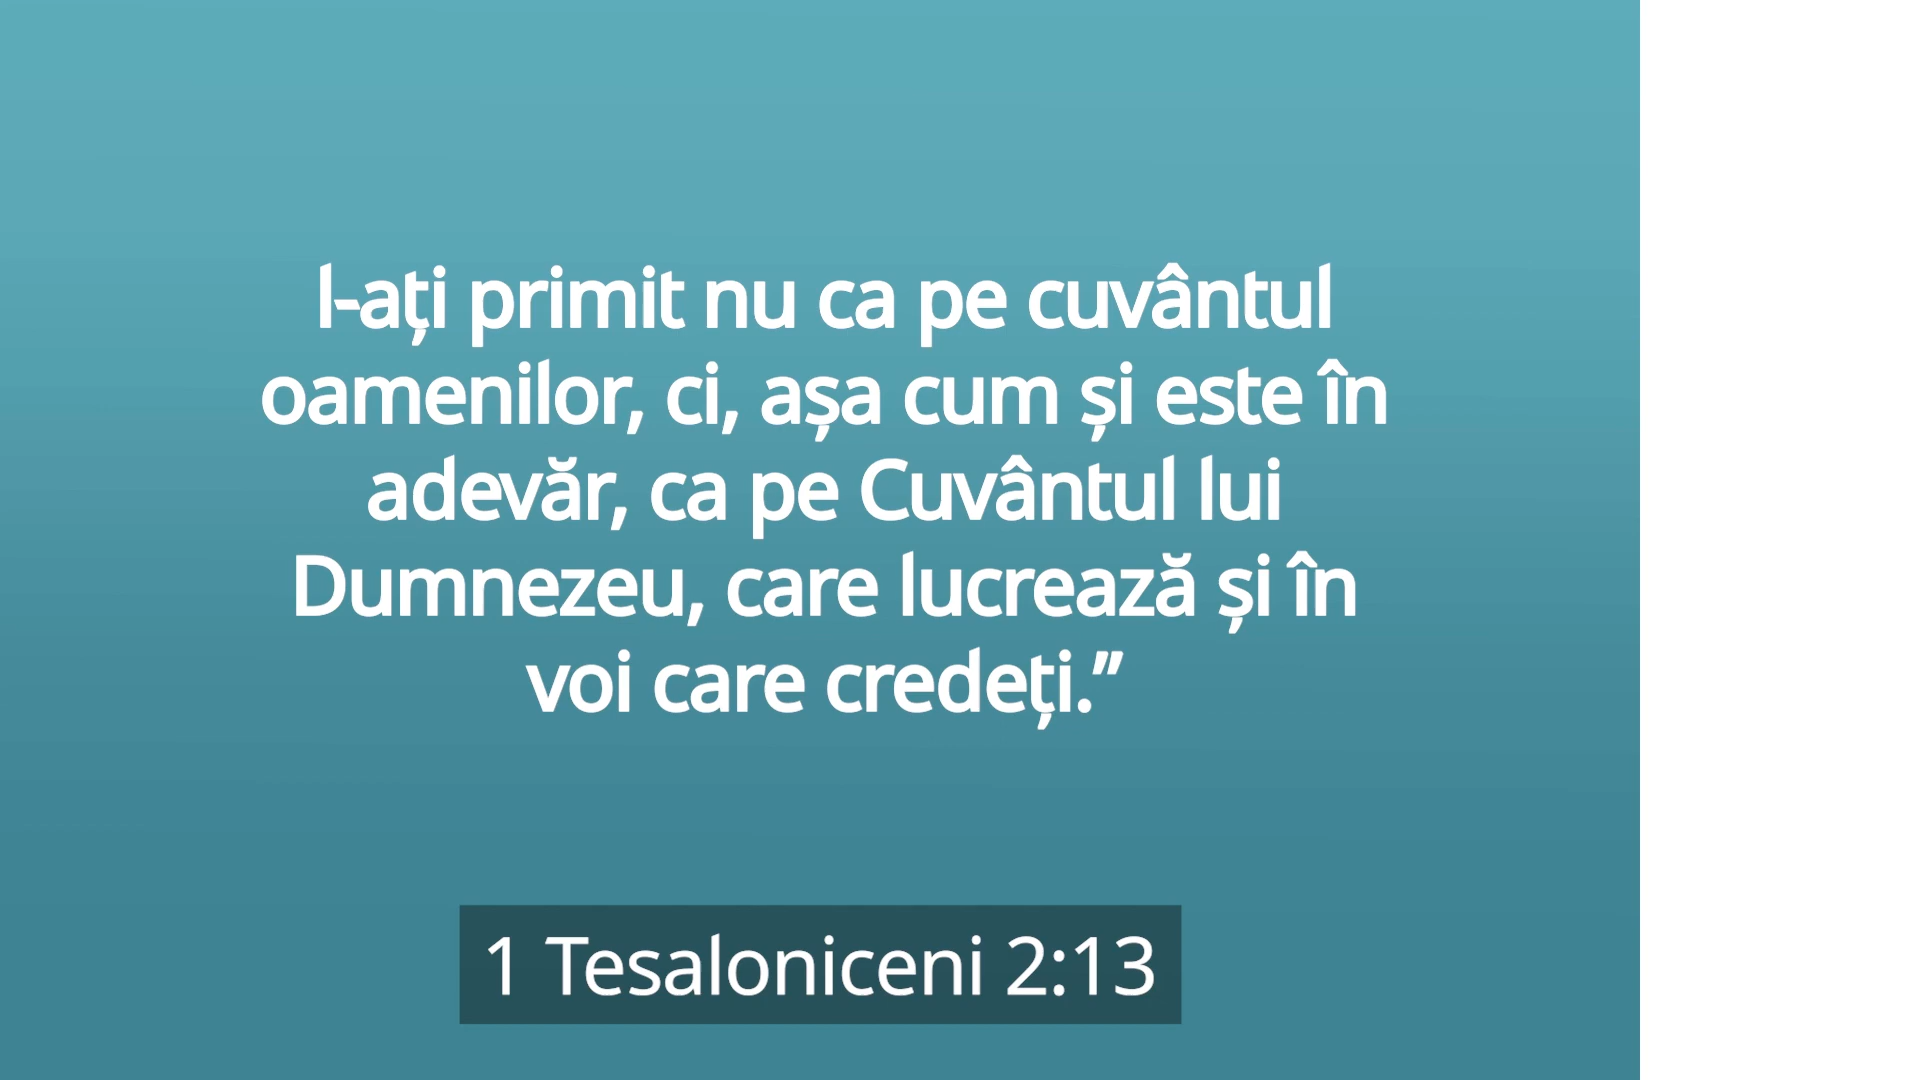 l-ați primit nu ca pe cuvântul
oamenilor, ci, așa cum și este în
adevăr, ca pe Cuvântul lui
Dumnezeu, care lucrează și în
voi care credeți.”
1 Tesaloniceni 2:13